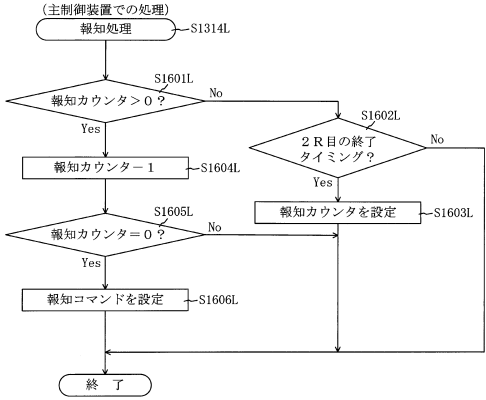 (主制御装置での処理)
報知処理
S1314L
S1601L
報知カウンタ>0?
No
Yes
S1602L
2R目の終了
タイミング?
No
Yes
報知カウンタ-1
S1604L
報知カウンタを設定
S1603L
S1605L
報知カウンタ=0?
No
Yes
報知コマンドを設定
S1606L
終 了